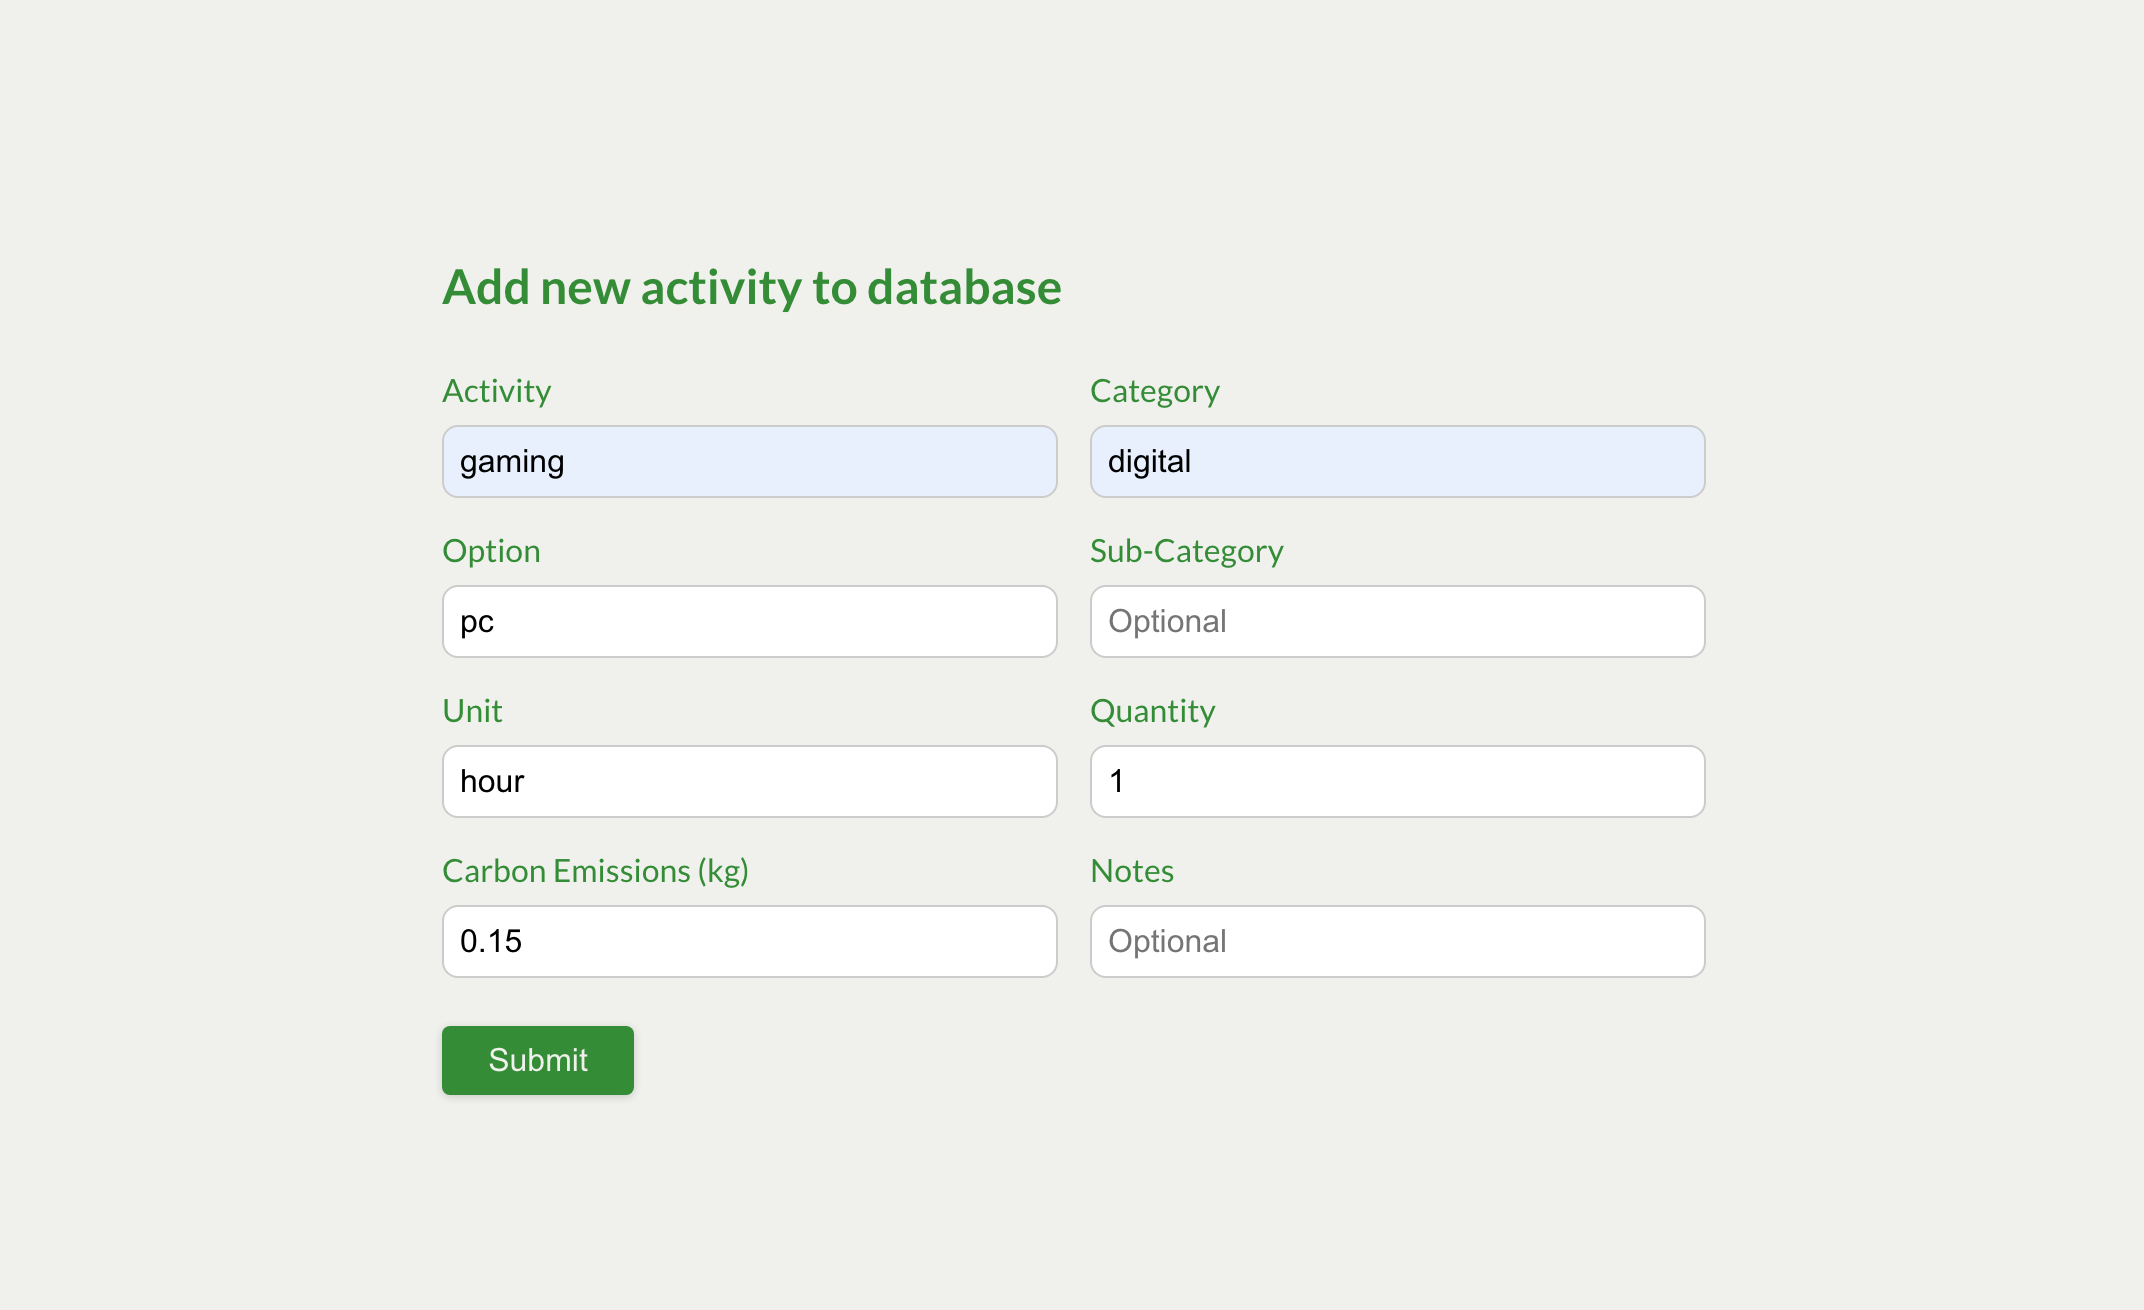 Add new activity to database
Activity
Category
gaming
digital
Option
Sub-Category
pc
Optional
Unit
Quantity
hour
1
Carbon Emissions (kg)
Notes
0.15
Optional
Submit